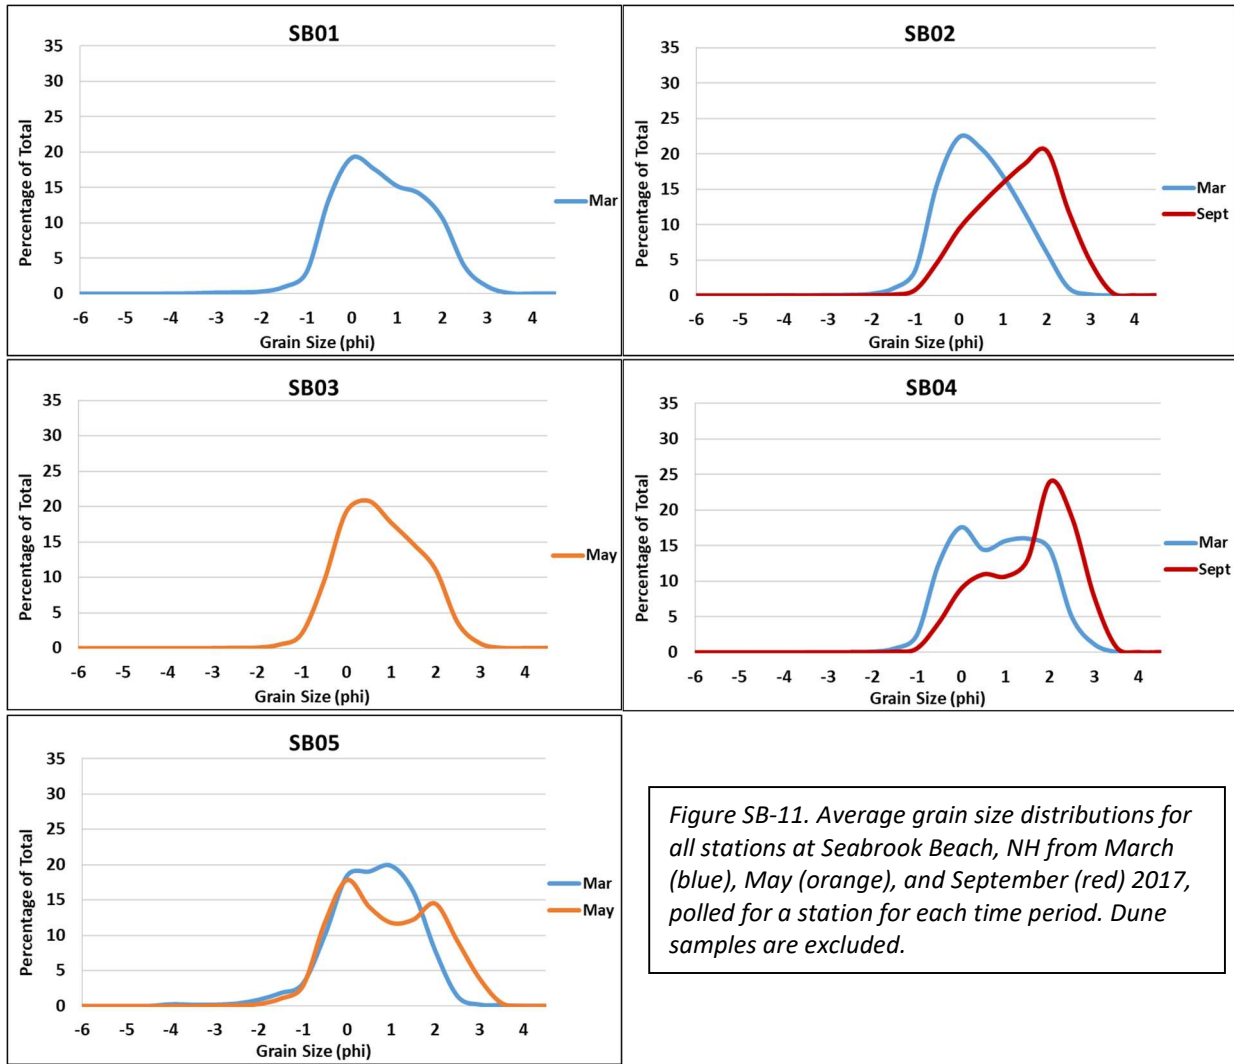 SB01
35
30
25
20
15
10
5
0
Percentage of Total
-6 -5 -4 -3 -2 -1 0 1 2 3 4
Grain Size (phi)
Mar
SB02
35
30
25
20
15
10
5
0
Percentage of Total
-6 -5 -4 -3 -2 -1 0 1 2 3 4
Grain Size (phi)
Mar
Sept
SB03
35
30
25
20
15
10
5
0
Percentage of Total
-6 -5 -4 -3 -2 -1 0 1 2 3 4
Grain Size (phi)
May
SB04
35
30
25
20
15
10
5
0
Percentage of Total
-6 -5 -4 -3 -2 -1 0 1 2 3 4
Grain Size (phi)
Mar
Sept
SB05
35
30
25
20
15
10
5
0
Percentage of Total
-6 -5 -4 -3 -2 -1 0 1 2 3 4
Grain Size (phi)
Mar
May
Figure SB-11. Average grain size distributions for
all stations at Seabrook Beach, NH from March
(blue), May (orange), and September (red) 2017,
polled for a station for each time period. Dune
samples are excluded.